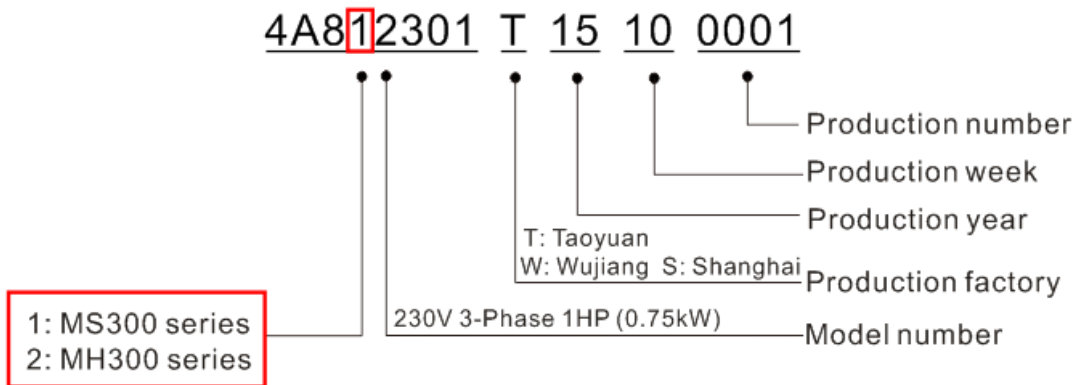 4A812301 T 15 10 0001
Production number
Production week
Production year
T: Taoyuan
W: Wujiang S: Shanghai
Production factory
230V 3-Phase 1HP (0.75kW)
Model number
1: MS300 series
2: MH300 series